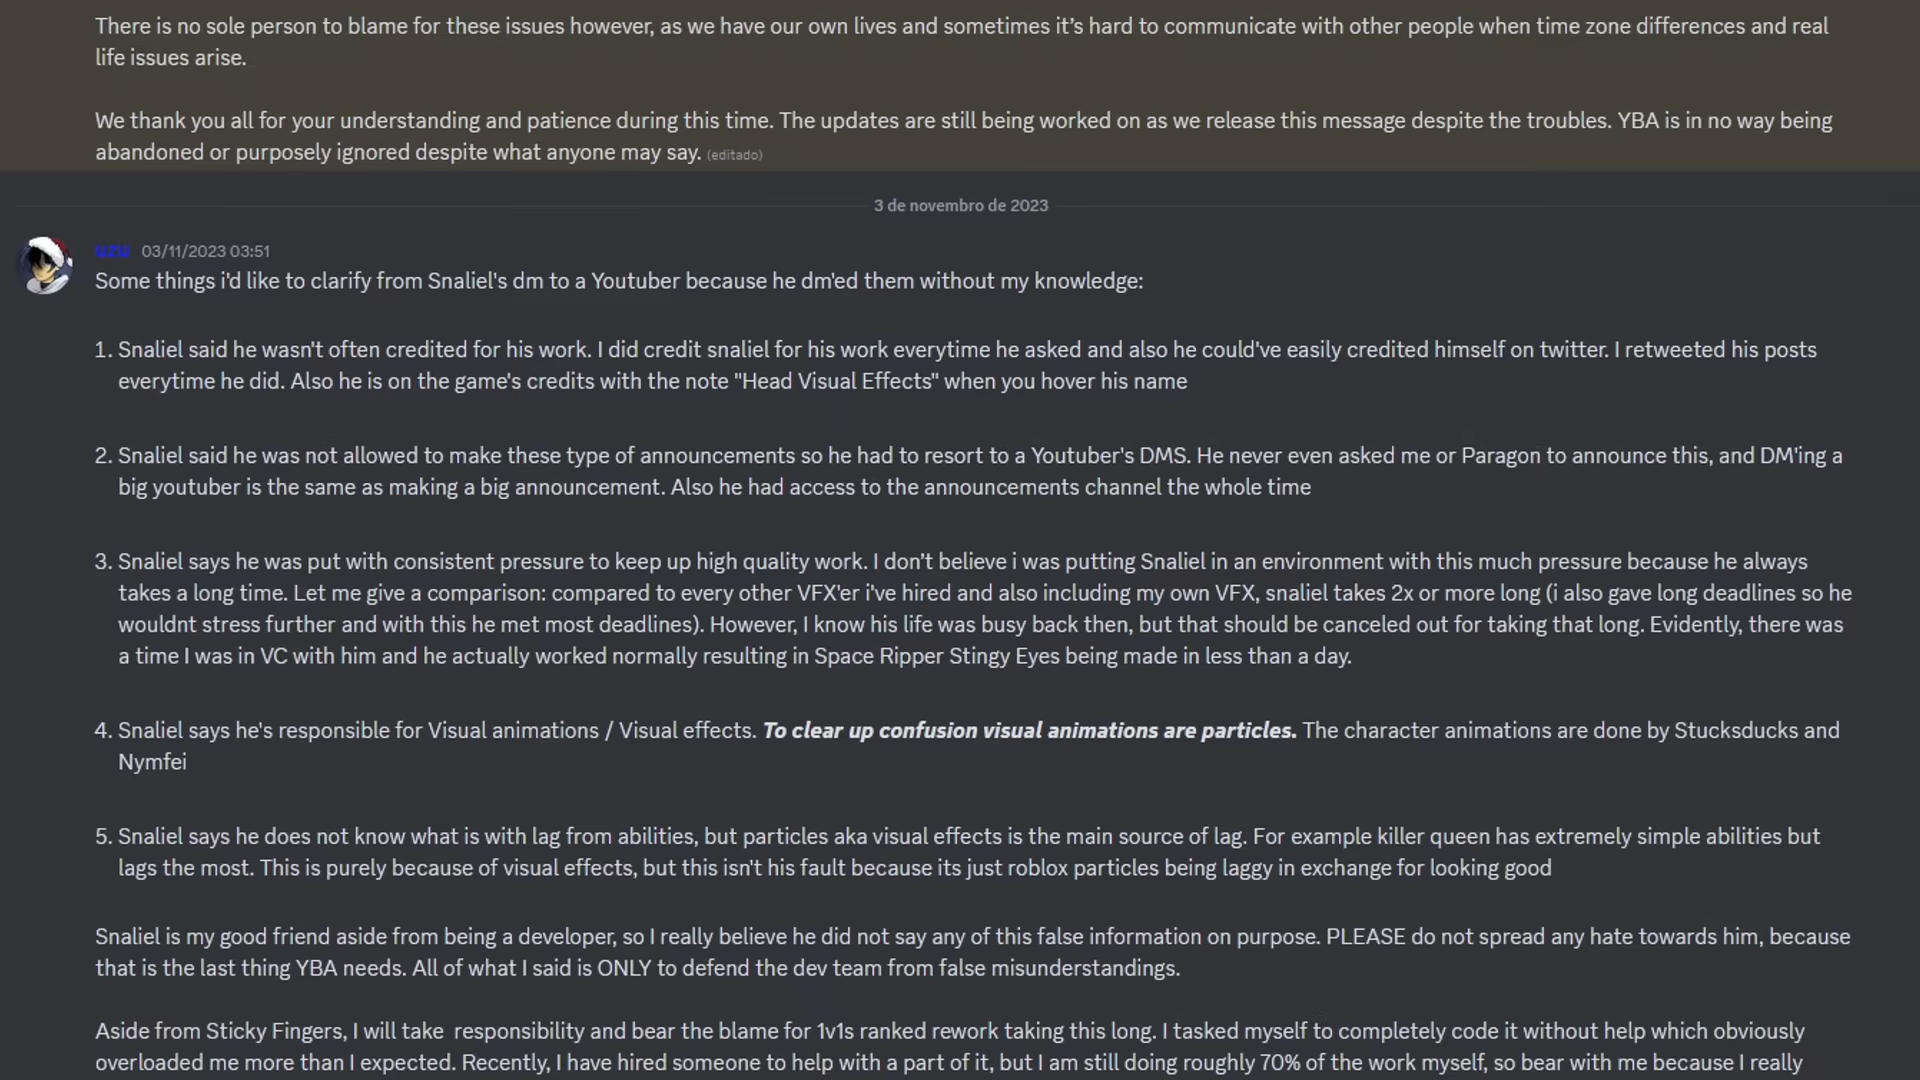 There is no sole person to blame for these issues however, as we have our own lives and sometimes it’s hard to communicate with other people when time zone differences and real
life issues arise.
We thank you all for your understanding and patience during this time. The updates are still being worked on as we release this message despite the troubles. YBA is in no way being
abandoned or purposely ignored despite what anyone may say. (editado)
3 de novembro de 2023
03/11/2023 03:51
Some things i'd like to clarify from Snaliel's dm to a Youtuber because he dm'ed them without my knowledge:
1. Snaliel said he wasn't often credited for his work. I did credit snaliel for his work everytime he asked and also he could've easily credited himself on twitter. I retweeted his posts
everytime he did. Also he is on the game's credits with the note "Head Visual Effects" when you hover his name
2. Snaliel said he was not allowed to make these type of announcements so he had to resort to a Youtuber's DMS. He never even asked me or Paragon to announce this, and DM'ing a
big youtuber is the same as making a big announcement. Also he had access to the announcements channel the whole time
3. Snaliel says he was put with consistent pressure to keep up high quality work. I don’t believe i was putting Snaliel in an environment with this much pressure because he always
takes a long time. Let me give a comparison: compared to every other VFX'er i've hired and also including my own VFX, snaliel takes 2x or more long (i also gave long deadlines so he
wouldnt stress further and with this he met most deadlines). However, I know his life was busy back then, but that should be canceled out for taking that long. Evidently, there was
a time I was in VC with him and he actually worked normally resulting in Space Ripper Stingy Eyes being made in less than a day.
4. Snaliel says he's responsible for Visual animations / Visual effects. To clear up confusion visual animations are particles. The character animations are done by Stucksducks and
Nymfei
5. Snaliel says he does not know what is with lag from abilities, but particles aka visual effects is the main source of lag. For example killer queen has extremely simple abilities but
lags the most. This is purely because of visual effects, but this isn't his fault because its just roblox particles being laggy in exchange for looking good
Snaliel is my good friend aside from being a developer, so I really believe he did not say any of this false information on purpose. PLEASE do not spread any hate towards him, because
that is the last thing YBA needs. All of what I said is ONLY to defend the dev team from false misunderstandings.
Aside from Sticky Fingers, I will take  responsibility and bear the blame for 1v1s ranked rework taking this long. I tasked myself to completely code it without help which obviously
overloaded me more than I expected. Recently, I have hired someone to help with a part of it, but I am still doing roughly 70% of the work myself, so bear with me because I really